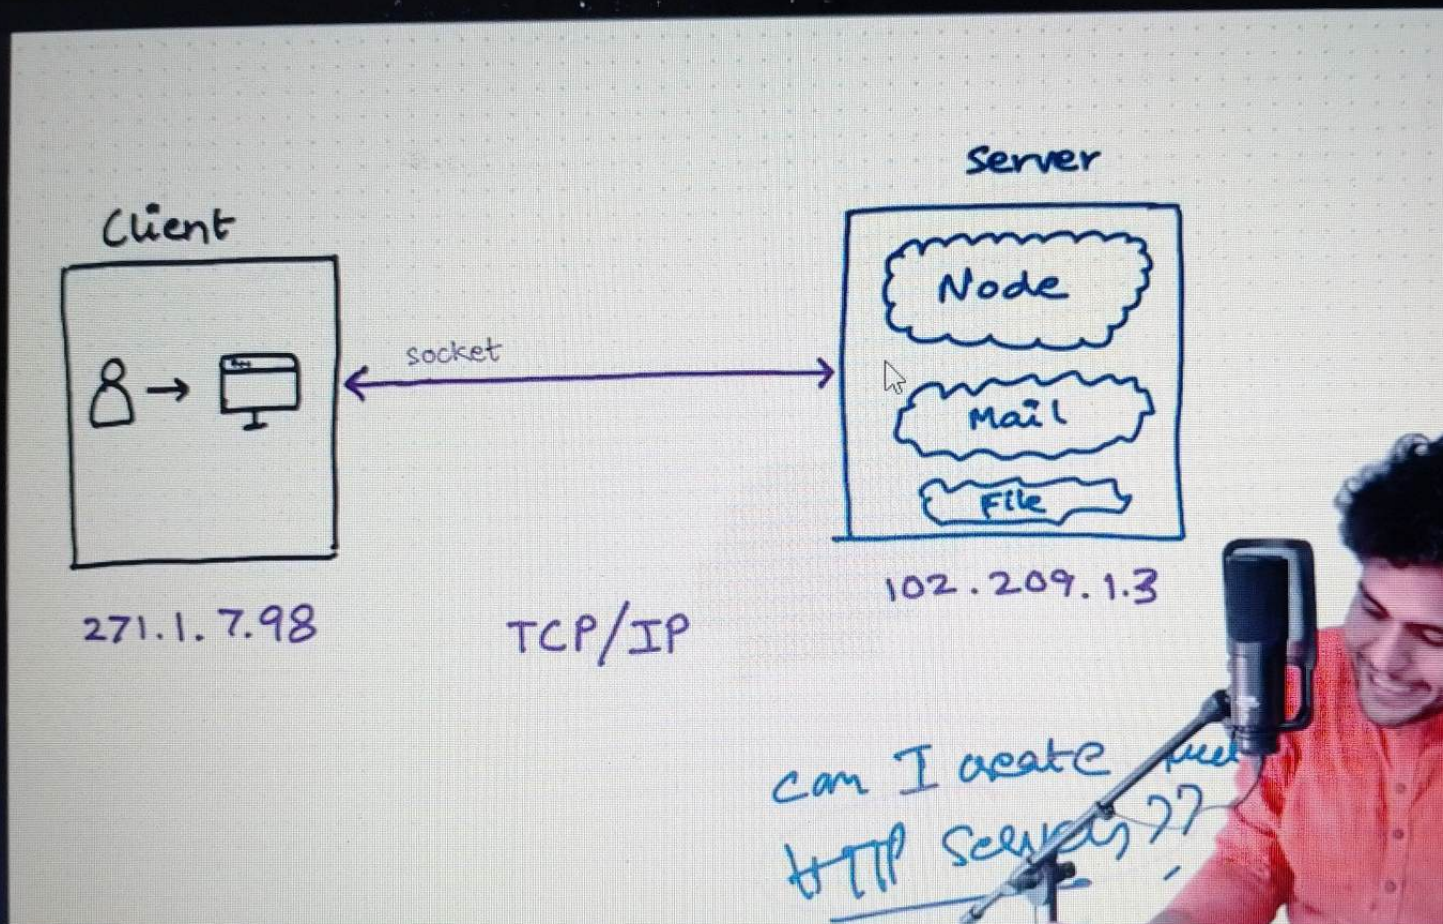 Server
Client
Node
socket
Mail
File
102.209.1.3
271.1.7.98
TCP/IP
can I create
HTTP Servers??